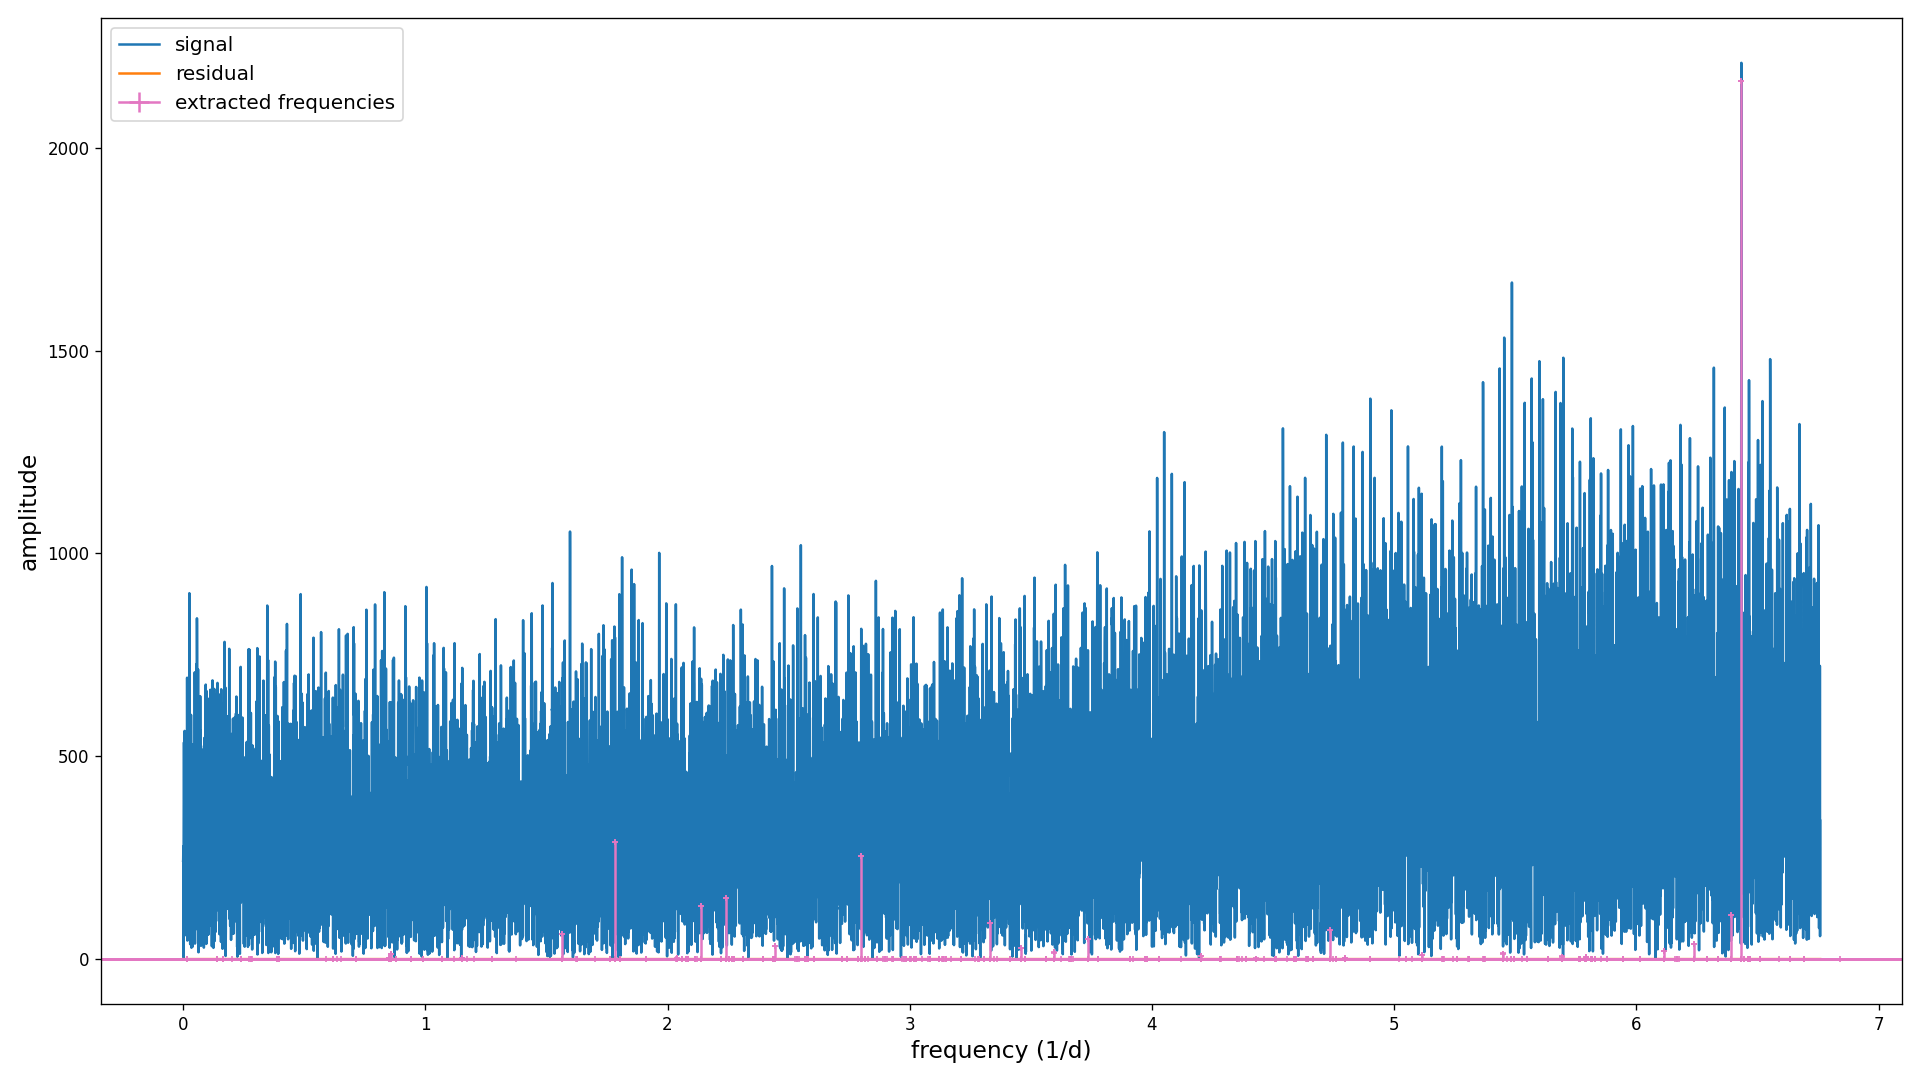 signal
residual
extracted frequencies
amplitude
2000
1500
1000
500
0
0 1 2 3 4 5 6 7
frequency (1/d)